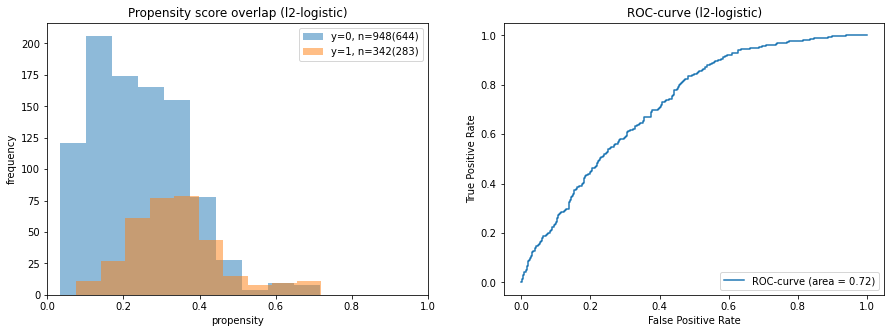 Propensity score overlap (l2-logistic)
y=0, n=948(644)
y=1, n=342(283)
200
175
150
125
100
75
50
25
0
frequency
0.0 0.2 0.4 0.6 0.8 1.0
propensity
ROC-curve (l2-logistic)
1.0
0.8
0.6
0.4
0.2
0.0
True Positive Rate
ROC-curve (area = 0.72)
0.0 0.2 0.4 0.6 0.8 1.0
False Positive Rate